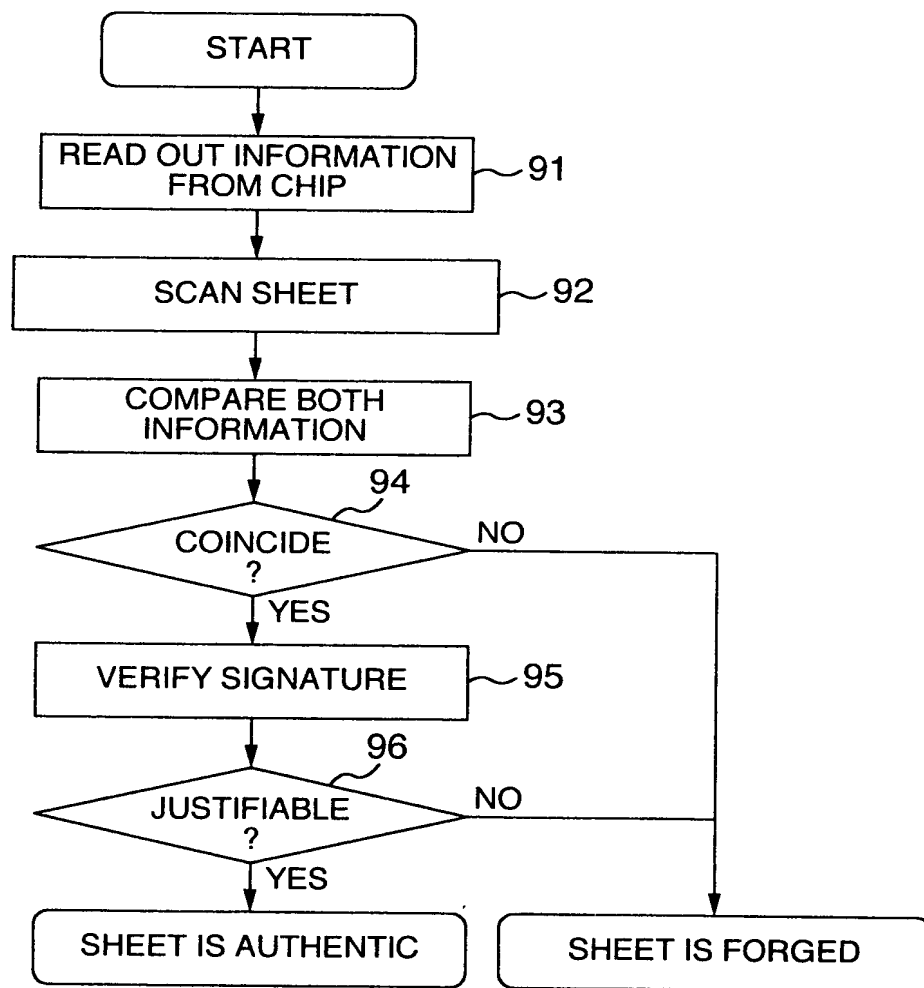 START
READ OUT INFORMATION
FROM CHIP
91
SCAN SHEET
92
COMPARE BOTH
INFORMATION
93
94
COINCIDE
?
NO
YES
VERIFY SIGNATURE
95
96
JUSTIFIABLE
?
NO
YES
SHEET IS AUTHENTIC
SHEET IS FORGED